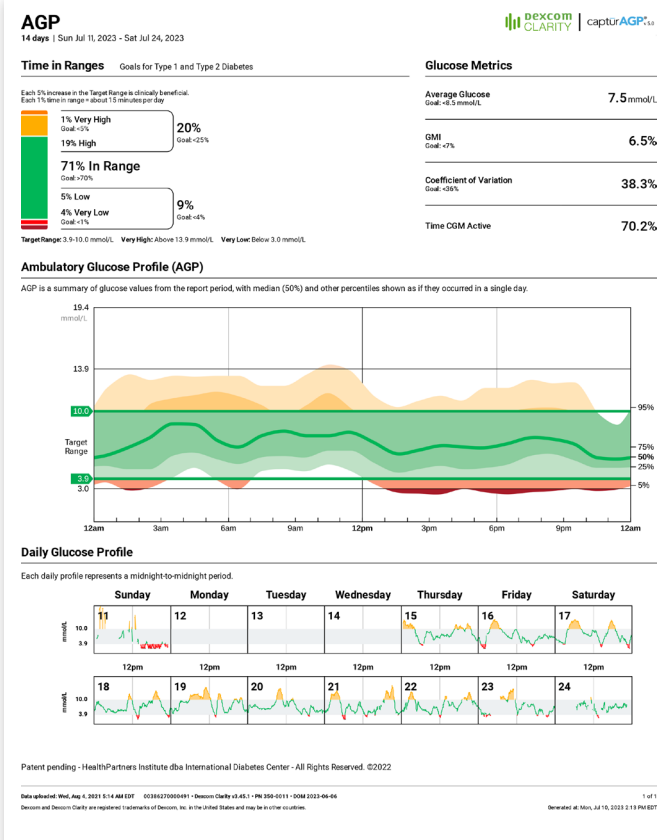 AGP
14 days | Sun Jul 11, 2023 - Sat Jul 24, 2023
Dexcom CLARITY | captürAGP® v 5.0
Time in Ranges Goals for Type 1 and Type 2 Diabetes
Each 5% increase in the Target Range is clinically beneficial.
Each 1% time in range = about 15 minutes per day
1% Very High
Goal: <5%
19% High
20%
Goal: <25%
71% In Range
Goal: >70%
5% Low
4% Very Low
Goal: <1%
9%
Goal: <4%
Target Range: 3.9-10.0 mmol/L Very High: Above 13.9 mmol/L Very Low: Below 3.0 mmol/L
Glucose Metrics
Average Glucose
Goal: <8.5 mmol/L
7.5 mmol/L
GMI
Goal: <7%
6.5%
Coefficient of Variation
Goal: <36%
38.3%
Time CGM Active
70.2%
Ambulatory Glucose Profile (AGP)
AGP is a summary of glucose values from the report period, with median (50%) and other percentiles shown as if they occurred in a single day.
19.4
mmol/L
13.9
10.0
Target
Range
3.9
3.0
95%
75%
50%
25%
5%
12am 3am 6am 9am 12pm 3pm 6pm 9pm 12am
Daily Glucose Profile
Each daily profile represents a midnight-to-midnight period.
Sunday Monday Tuesday Wednesday Thursday Friday Saturday
mmol/L
10.0
3.9
11 12 13 14 15 16 17
12pm 12pm 12pm 12pm 12pm 12pm 12pm
mmol/L
10.0
3.9
18 19 20 21 22 23 24
Patent pending - HealthPartners Institute dba International Diabetes Center - All Rights Reserved. ©2022
Data uploaded: Wed, Aug 4, 2021 5:14 AM EDT 00386270000491 • Dexcom Clarity v3.45.1 • PN 350-0011 • DOM 2023-06-06
1 of 1
Dexcom and Dexcom Clarity are registered trademarks of Dexcom, Inc. in the United States and may be in other countries.
Generated at: Mon, Jul 10, 2023 2:13 PM EDT